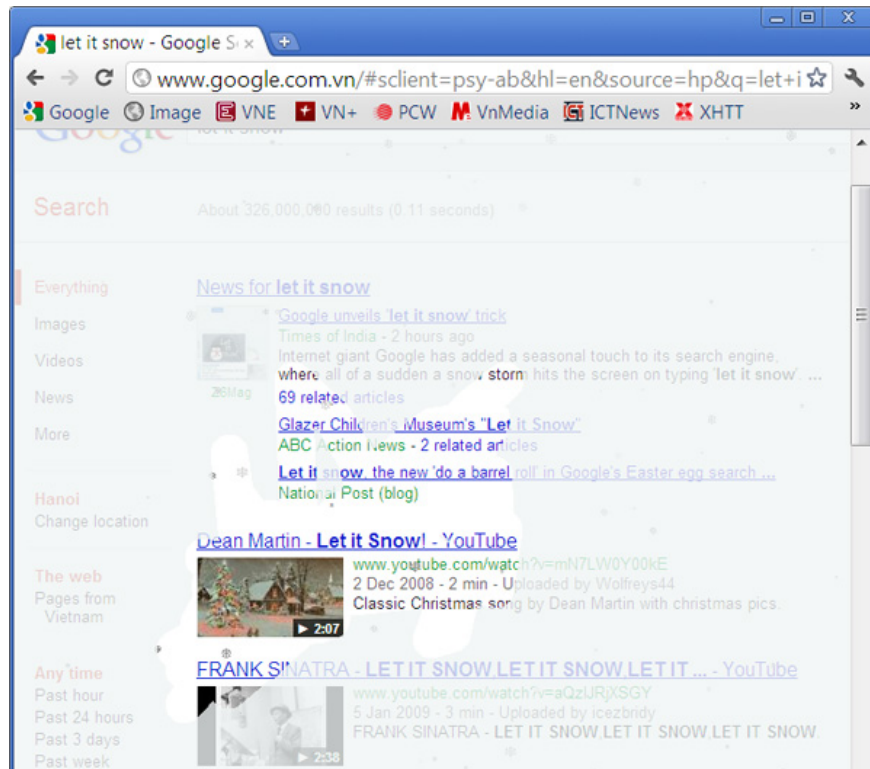 let it snow - Google S
www.google.com.vn/#sclient=psy-ab&hl=en&source=hp&q=let+i
Google Image VNE VN+ PCW VnMedia ICTNews XHTT »
Google let it snow
Search About 326,000,000 results (0.11 seconds)
Everything
Images
Videos
News
More
Hanoi
Change location
The web
Pages from
Vietnam
Any time
Past hour
Past 24 hours
Past 3 days
Past week
News for let it snow
Google unveils 'let it snow' trick
Times of India - 2 hours ago
Internet giant Google has added a seasonal touch to its search engine,
where all of a sudden a snow storm hits the screen on typing 'let it snow'. ...
69 related articles
Glazer Children's Museum's "Let it Snow"
ABC Action News - 2 related articles
Let it snow, the new 'do a barrel roll' in Google's Easter egg search ...
National Post (blog)
Dean Martin - Let it Snow! - YouTube
www.youtube.com/watch?v=mN7LW0Y00kE
2 Dec 2008 - 2 min - Uploaded by Wolfreys44
Classic Christmas song by Dean Martin with christmas pics.
2:07
FRANK SINATRA - LET IT SNOW,LET IT SNOW,LET IT ... - YouTube
www.youtube.com/watch?v=aQzIJRjXSGY
5 Jan 2009 - 3 min - Uploaded by icezbridy
FRANK SINATRA - LET IT SNOW,LET IT SNOW,LET IT SNOW.
2:38